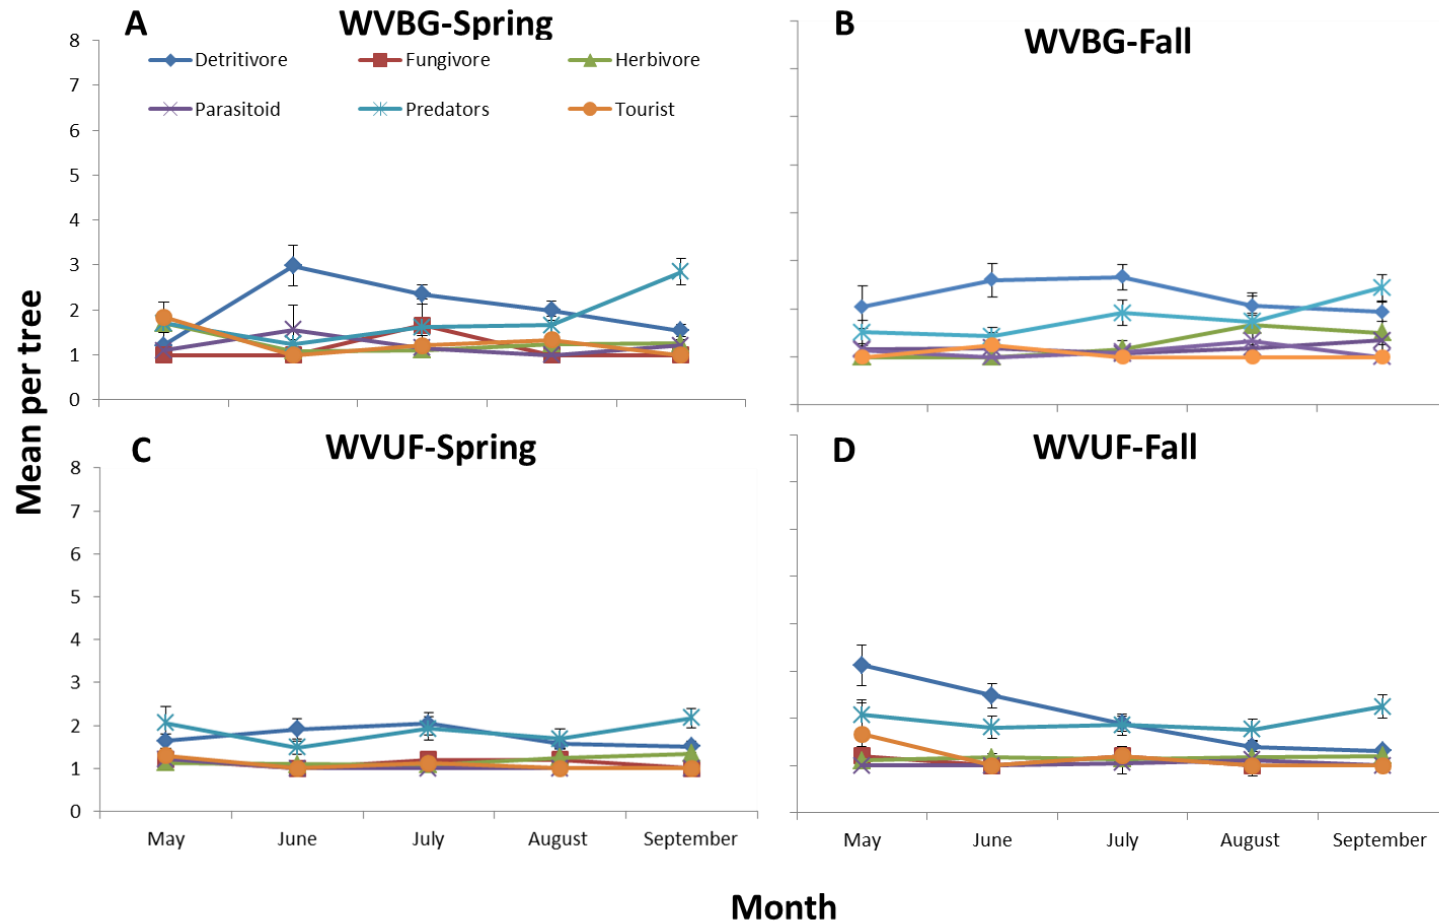 A WVBG-Spring
B WVBG-Fall
Detritivore Fungivore Herbivore
Parasitoid Predators Tourist
8
7
6
5
4
3
2
1
0
Mean per tree
C WVUF-Spring
D WVUF-Fall
8
7
6
5
4
3
2
1
0
May June July August September
May June July August September
Month